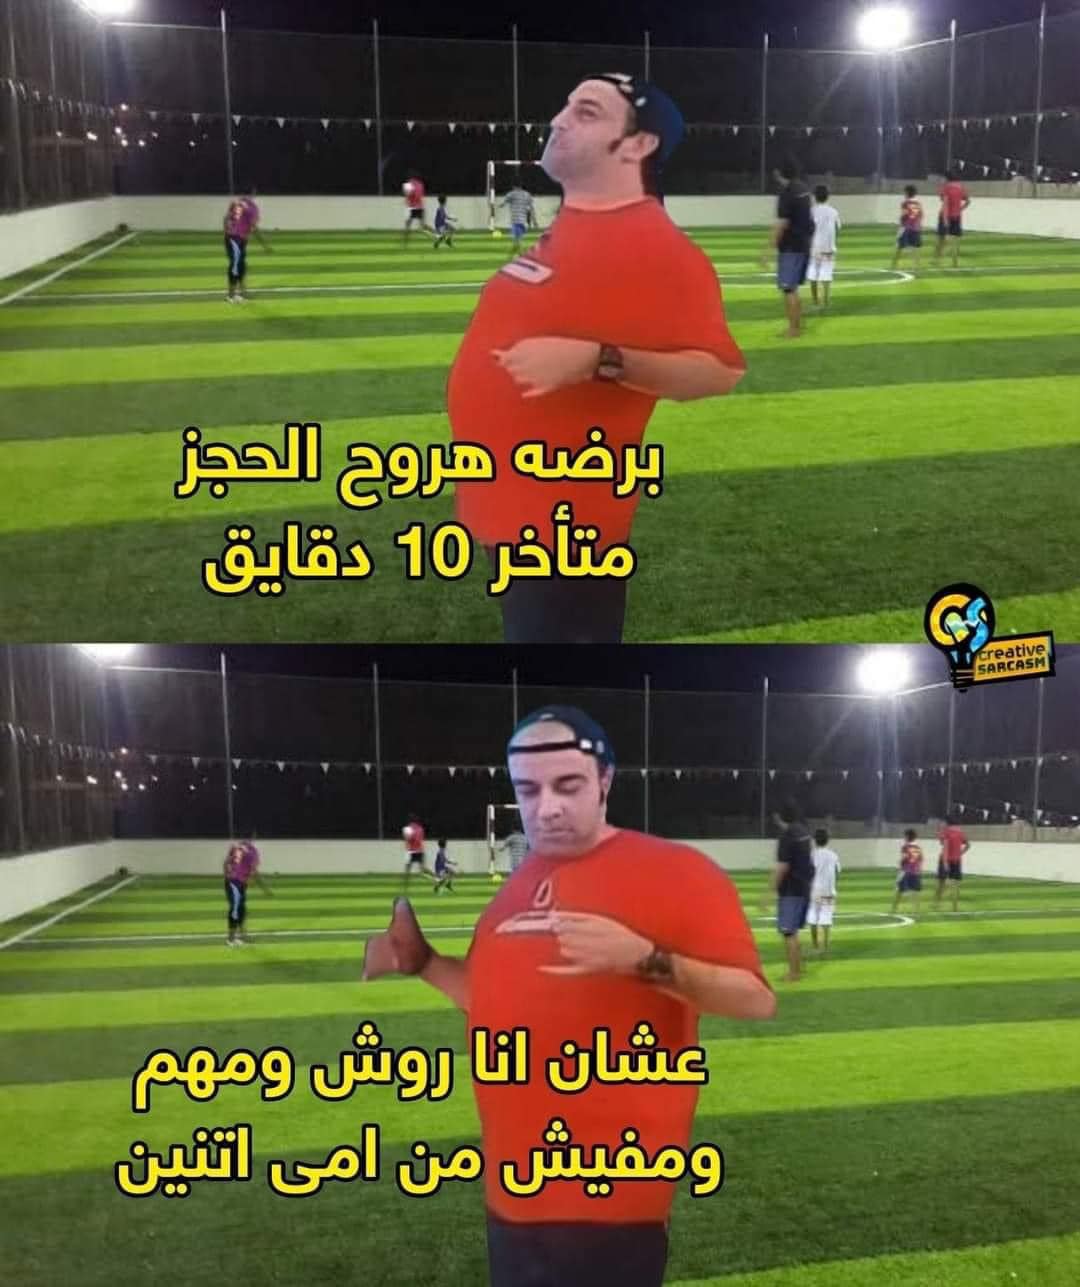 برضه هروح الحجز
متأخر 10 دقايق
creative
SARCASM
عشان انا روش ومهم
ومفيش من امى اتنين